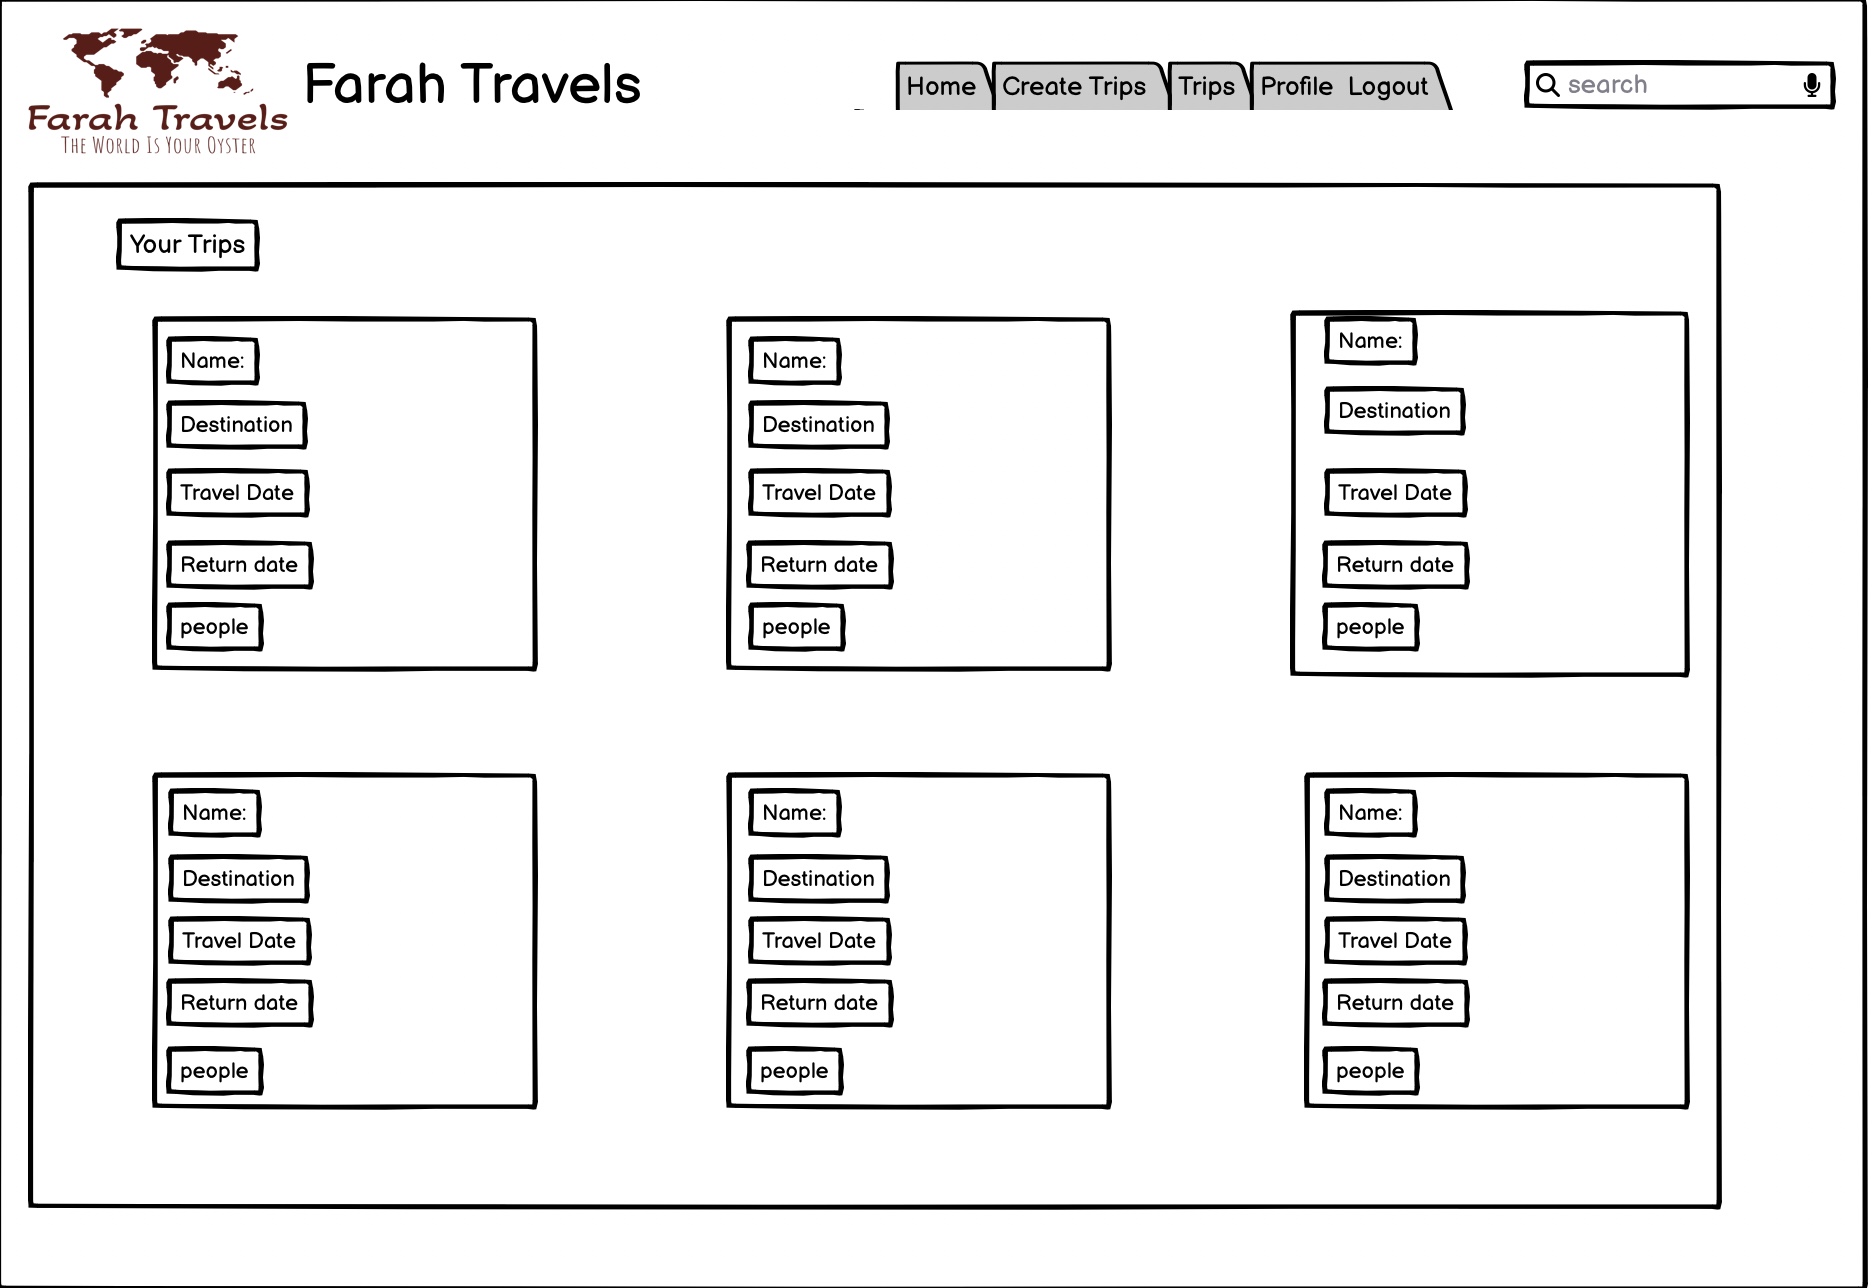 Farah Travels
The World Is Your Oyster
Farah Travels
Home Create Trips Trips Profile Logout
search
Your Trips
Name:
Destination
Travel Date
Return date
people
Name:
Destination
Travel Date
Return date
people
Name:
Destination
Travel Date
Return date
people
Name:
Destination
Travel Date
Return date
people
Name:
Destination
Travel Date
Return date
people
Name:
Destination
Travel Date
Return date
people